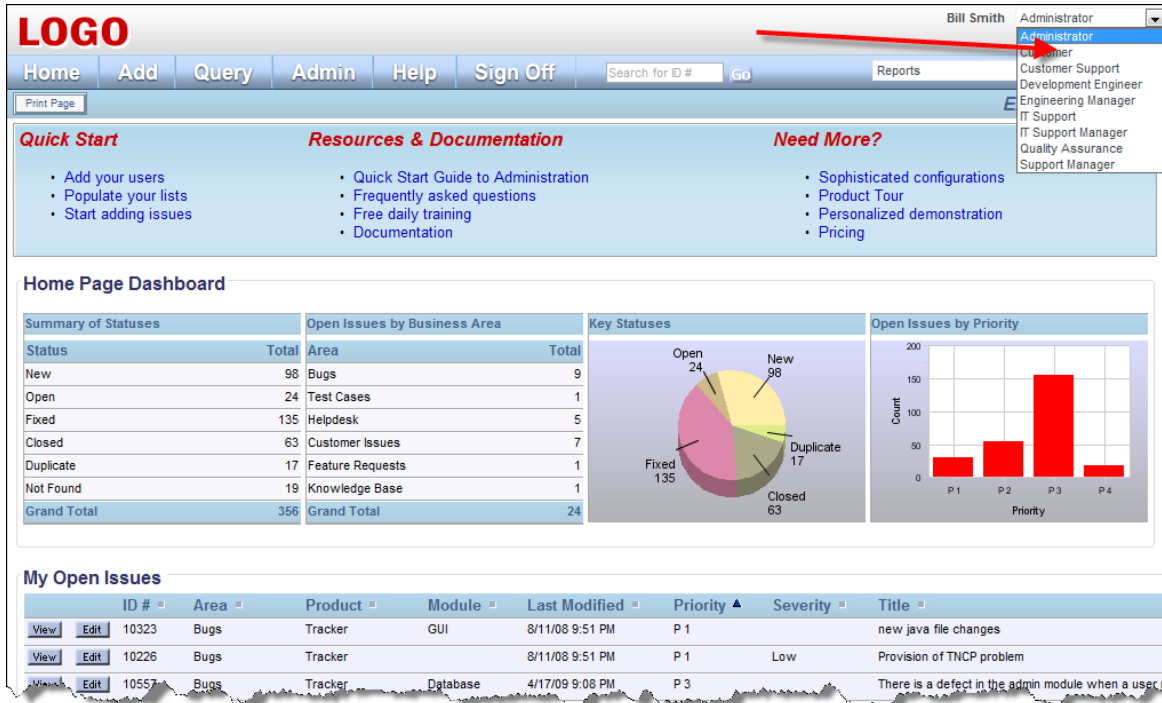 LOGO
Bill Smith Administrator
Administrator
Customer
Customer Support
Development Engineer
Engineering Manager
IT Support
IT Support Manager
Quality Assurance
Support Manager
Home Add Query Admin Help Sign Off Search for ID # Go Reports
Print Page
Quick Start
Add your users
Populate your lists
Start adding issues
Resources & Documentation
Quick Start Guide to Administration
Frequently asked questions
Free daily training
Documentation
Need More?
Sophisticated configurations
Product Tour
Personalized demonstration
Pricing
Home Page Dashboard
Summary of Statuses
Status Total
New 98
Open 24
Fixed 135
Closed 63
Duplicate 17
Not Found 19
Grand Total 356
Open Issues by Business Area
Area Total
Bugs 9
Test Cases 1
Helpdesk 5
Customer Issues 7
Feature Requests 1
Knowledge Base 1
Grand Total 24
Key Statuses
Open
24
New
98
Duplicate
17
Fixed
135
Closed
63
Open Issues by Priority
200
150
100
50
0
Count
P 1 P 2 P 3 P 4
Priority
My Open Issues
ID # Area Product Module Last Modified Priority Severity Title
View Edit 10323 Bugs Tracker GUI 8/11/08 9:51 PM P 1 new java file changes
View Edit 10226 Bugs Tracker 8/11/08 9:51 PM P 1 Low Provision of TNCP problem
View Edit 10557 Bugs Tracker Database 4/17/09 9:08 PM P 3 There is a defect in the admin module when a user